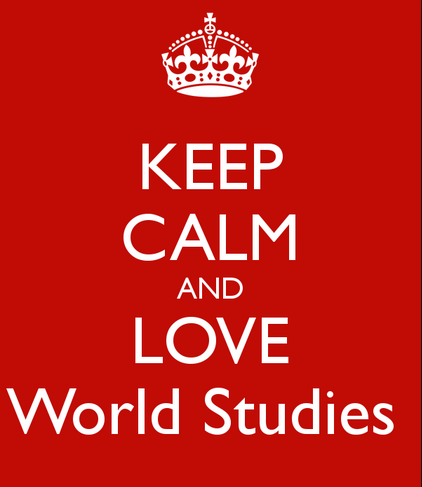 KEEP
CALM
AND
LOVE
World Studies